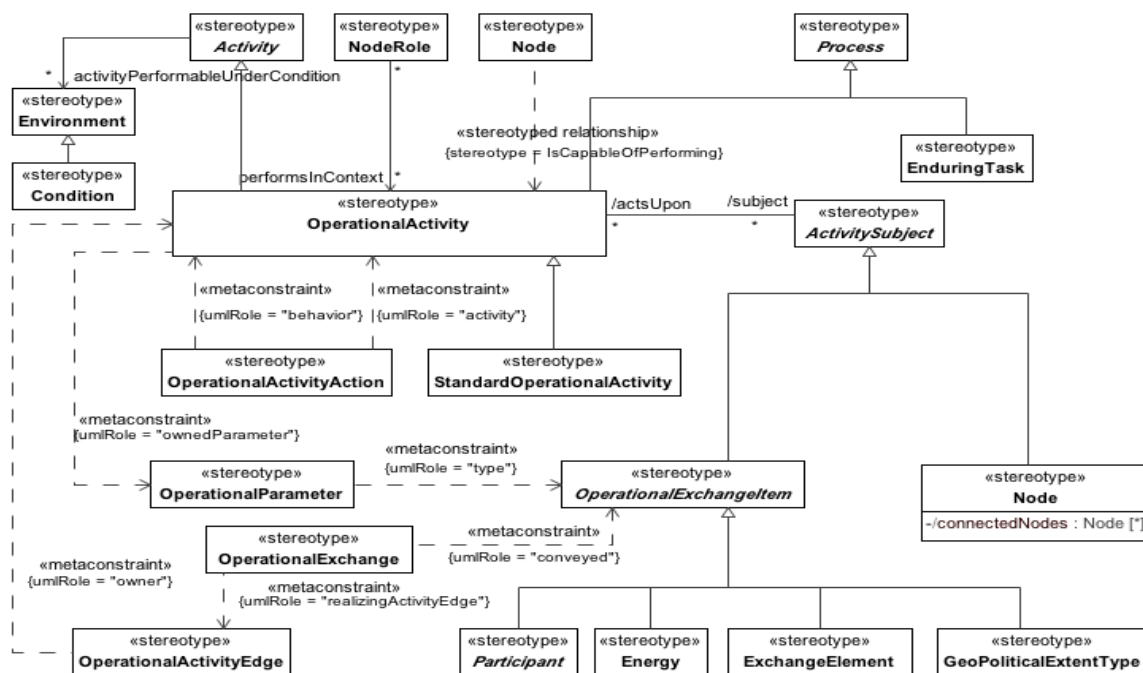 «stereotype»
Activity
«stereotype»
NodeRole
«stereotype»
Node
«stereotype»
Process
*
activityPerformableUnderCondition
*
«stereotype»
Environment
«stereotyped relationship»
{stereotype = IsCapableOfPerforming}
«stereotype»
EnduringTask
«stereotype»
Condition
performsInContext
*
«stereotype»
OperationalActivity
/actsUpon
*
/subject
*
«stereotype»
ActivitySubject
«metaconstraint»
{umlRole = "behavior"}
«metaconstraint»
{umlRole = "activity"}
«stereotype»
OperationalActivityAction
«stereotype»
StandardOperationalActivity
«metaconstraint»
{umlRole = "ownedParameter"}
«stereotype»
OperationalParameter
«metaconstraint»
{umlRole = "type"}
«stereotype»
OperationalExchangeItem
«stereotype»
Node
-/connectedNodes : Node [*]
«stereotype»
OperationalExchange
«metaconstraint»
{umlRole = "conveyed"}
«metaconstraint»
{umlRole = "owner"}
«metaconstraint»
{umlRole = "realizingActivityEdge"}
«stereotype»
OperationalActivityEdge
«stereotype»
Participant
«stereotype»
Energy
«stereotype»
ExchangeElement
«stereotype»
GeoPoliticalExtentType